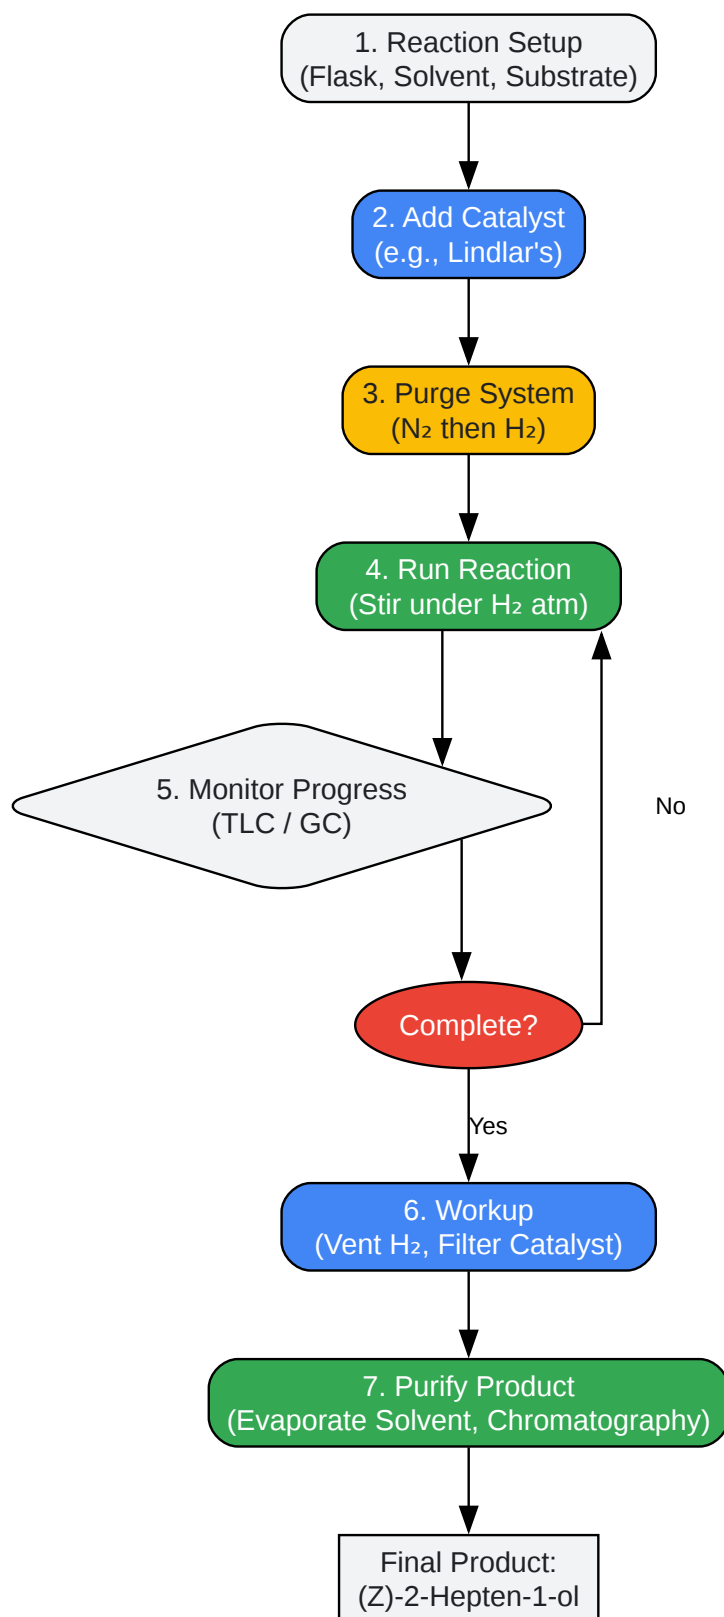 1. Reaction Setup
(Flask, Solvent, Substrate)
2. Add Catalyst
(e.g., Lindlar's)
3. Purge System
(N₂ then H₂)
4. Run Reaction
(Stir under H₂ atm)
5. Monitor Progress
(TLC / GC)
No
Complete?
Yes
6. Workup
(Vent H₂, Filter Catalyst)
7. Purify Product
(Evaporate Solvent, Chromatography)
Final Product:
(Z)-2-Hepten-1-ol